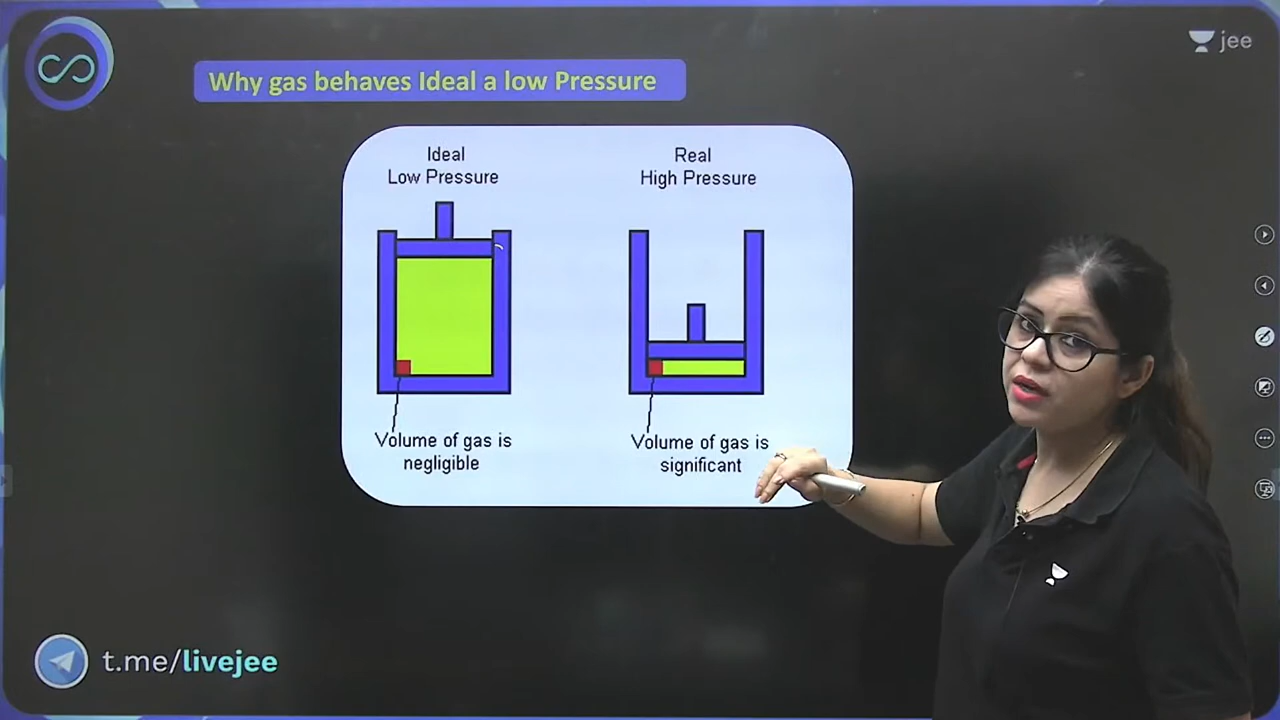 jee
Why gas behaves Ideal a low Pressure
Ideal
Low Pressure
Real
High Pressure
Volume of gas is
negligible
Volume of gas is
significant
t.me/livejee